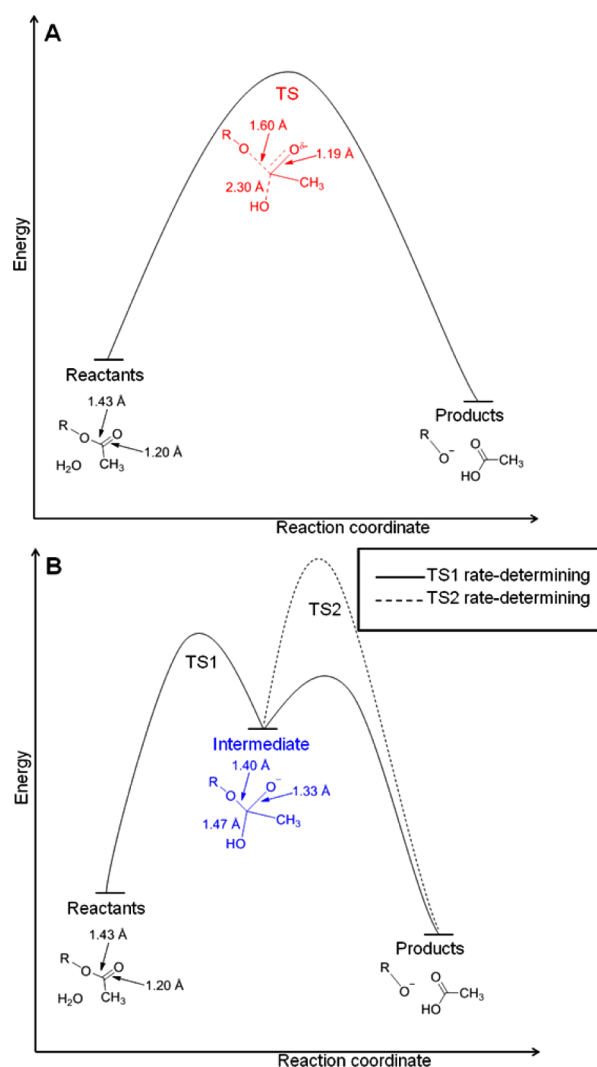 A
Energy
TS
1.60 Å
R
O
O δ-
1.19 Å
2.30 Å
CH3
HO
Reactants
1.43 Å
R
O
O
1.20 Å
H2O
CH3
Products
R
O−
O
CH3
HO
Reaction coordinate
B
TS1 rate-determining
TS2 rate-determining
Energy
TS2
TS1
Intermediate
1.40 Å
R
O
O−
1.33 Å
1.47 Å
CH3
HO
Reactants
1.43 Å
R
O
O
1.20 Å
H2O
CH3
Products
R
O−
O
CH3
HO
Reaction coordinate